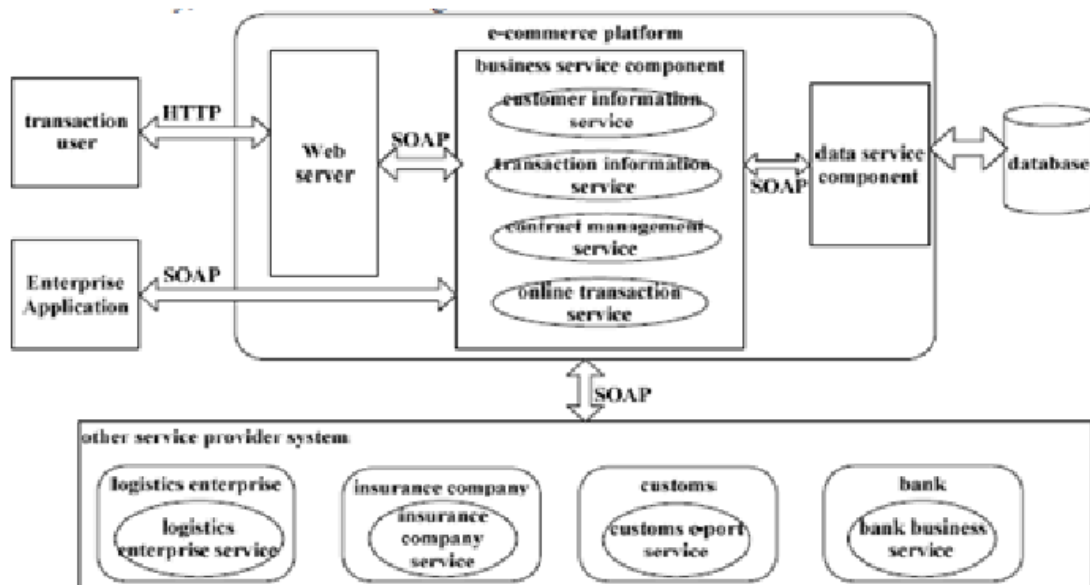 e-commerce platform
business service component
customer information
service
transaction information
service
contract management
service
online transaction
service
transaction
user
HTTP
Web
server
SOAP
SOAP
data service
component
database
Enterprise
Application
SOAP
SOAP
other service provider system
logistics enterprise
logistics
enterprise service
insurance company
insurance
company
service
customs
customs e-port
service
bank
bank business
service